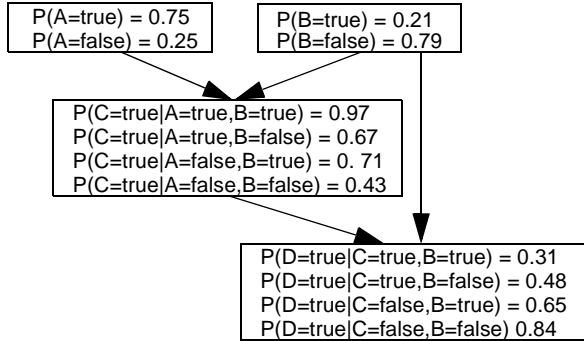 P(A=true) = 0.75
P(A=false) = 0.25
P(B=true) = 0.21
P(B=false) = 0.79
P(C=true|A=true,B=true) = 0.97
P(C=true|A=true,B=false) = 0.67
P(C=true|A=false,B=true) = 0. 71
P(C=true|A=false,B=false) = 0.43
P(D=true|C=true,B=true) = 0.31
P(D=true|C=true,B=false) = 0.48
P(D=true|C=false,B=true) = 0.65
P(D=true|C=false,B=false) 0.84